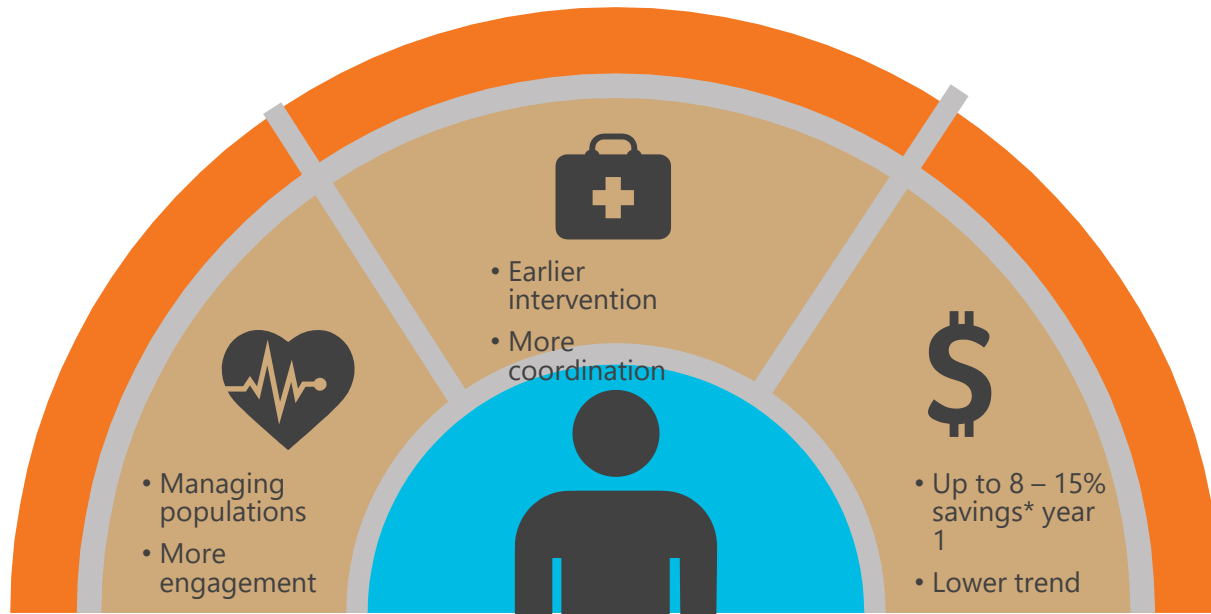 • Earlier
intervention
• More
coordination
• Managing
populations
• More
engagement
• Up to 8 – 15%
savings* year
1
• Lower trend